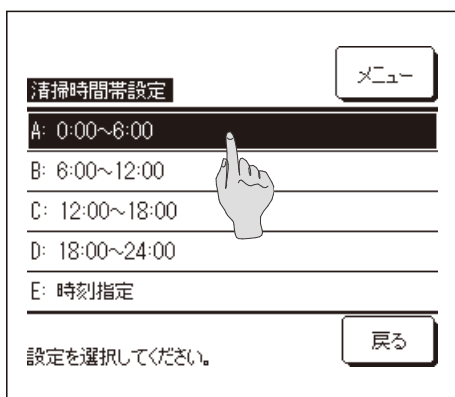 メニュー
清掃時間帯設定
A: 0:00~6:00
B: 6:00~12:00
C: 12:00~18:00
D: 18:00~24:00
E: 時刻指定
設定を選択してください。
戻る